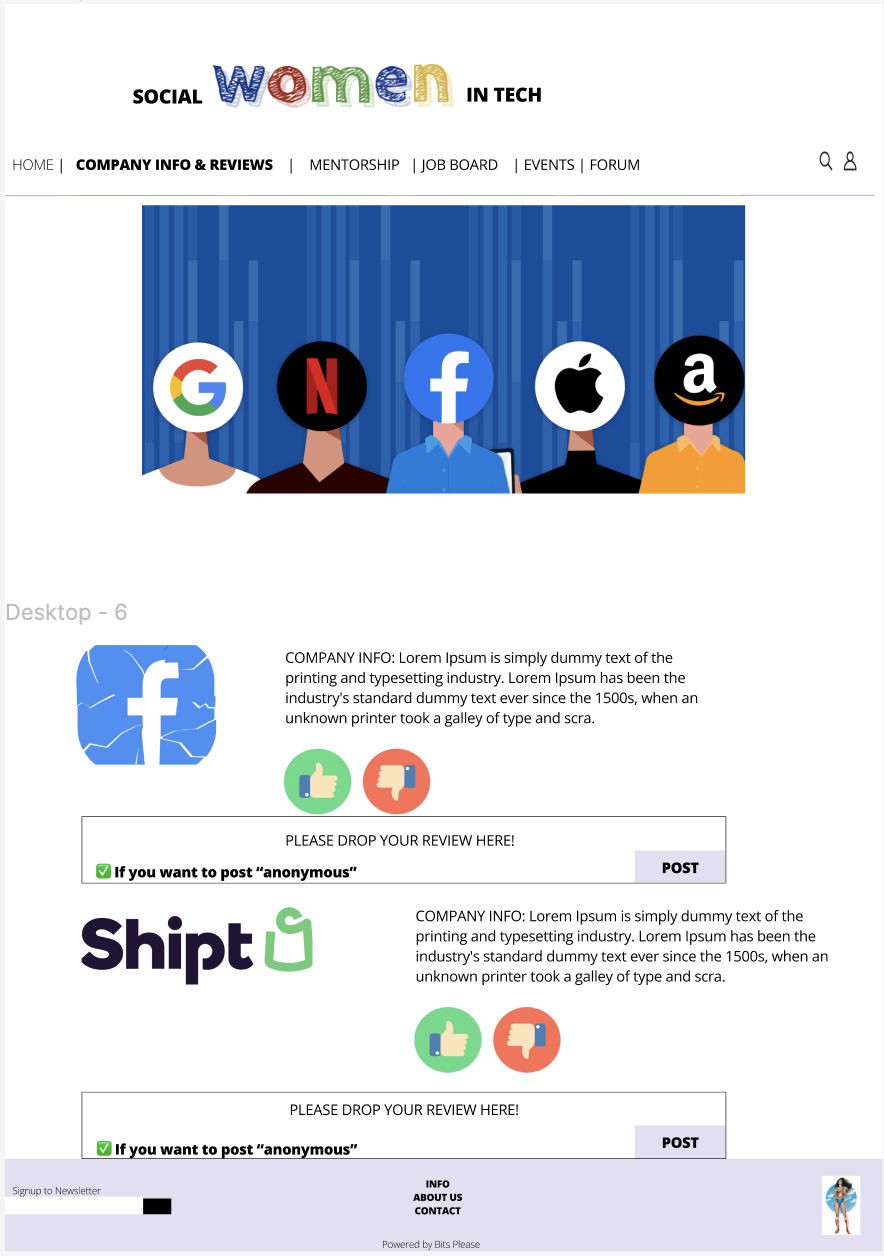 SOCIAL women IN TECH
HOME | COMPANY INFO & REVIEWS | MENTORSHIP | JOB BOARD | EVENTS | FORUM
G N f a
Desktop - 6
f
COMPANY INFO: Lorem Ipsum is simply dummy text of the
printing and typesetting industry. Lorem Ipsum has been the
industry's standard dummy text ever since the 1500s, when an
unknown printer took a galley of type and scra.
PLEASE DROP YOUR REVIEW HERE!
✅ If you want to post “anonymous”
POST
Shipt
COMPANY INFO: Lorem Ipsum is simply dummy text of the
printing and typesetting industry. Lorem Ipsum has been the
industry's standard dummy text ever since the 1500s, when an
unknown printer took a galley of type and scra.
PLEASE DROP YOUR REVIEW HERE!
✅ If you want to post “anonymous”
POST
Signup to Newsletter
INFO
ABOUT US
CONTACT
Powered by Bits Please